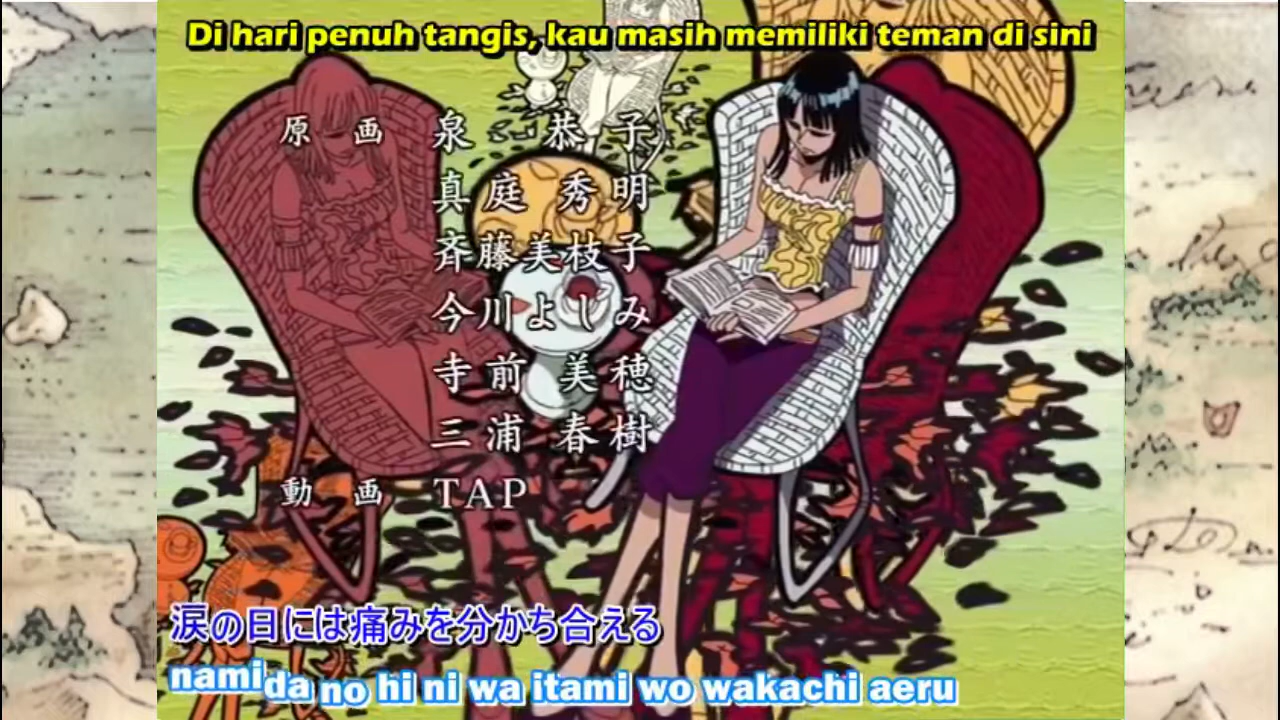 Di hari penuh tangis, kau masih memiliki teman di sini
原 画 泉 恭 子
真 庭 秀 明
斉藤美枝子
今川よしみ
寺前 美穂
三浦 春樹
動 画 TAP
涙の日には痛みを分かち合える
namida no hi ni wa itami wo wakachi aeru